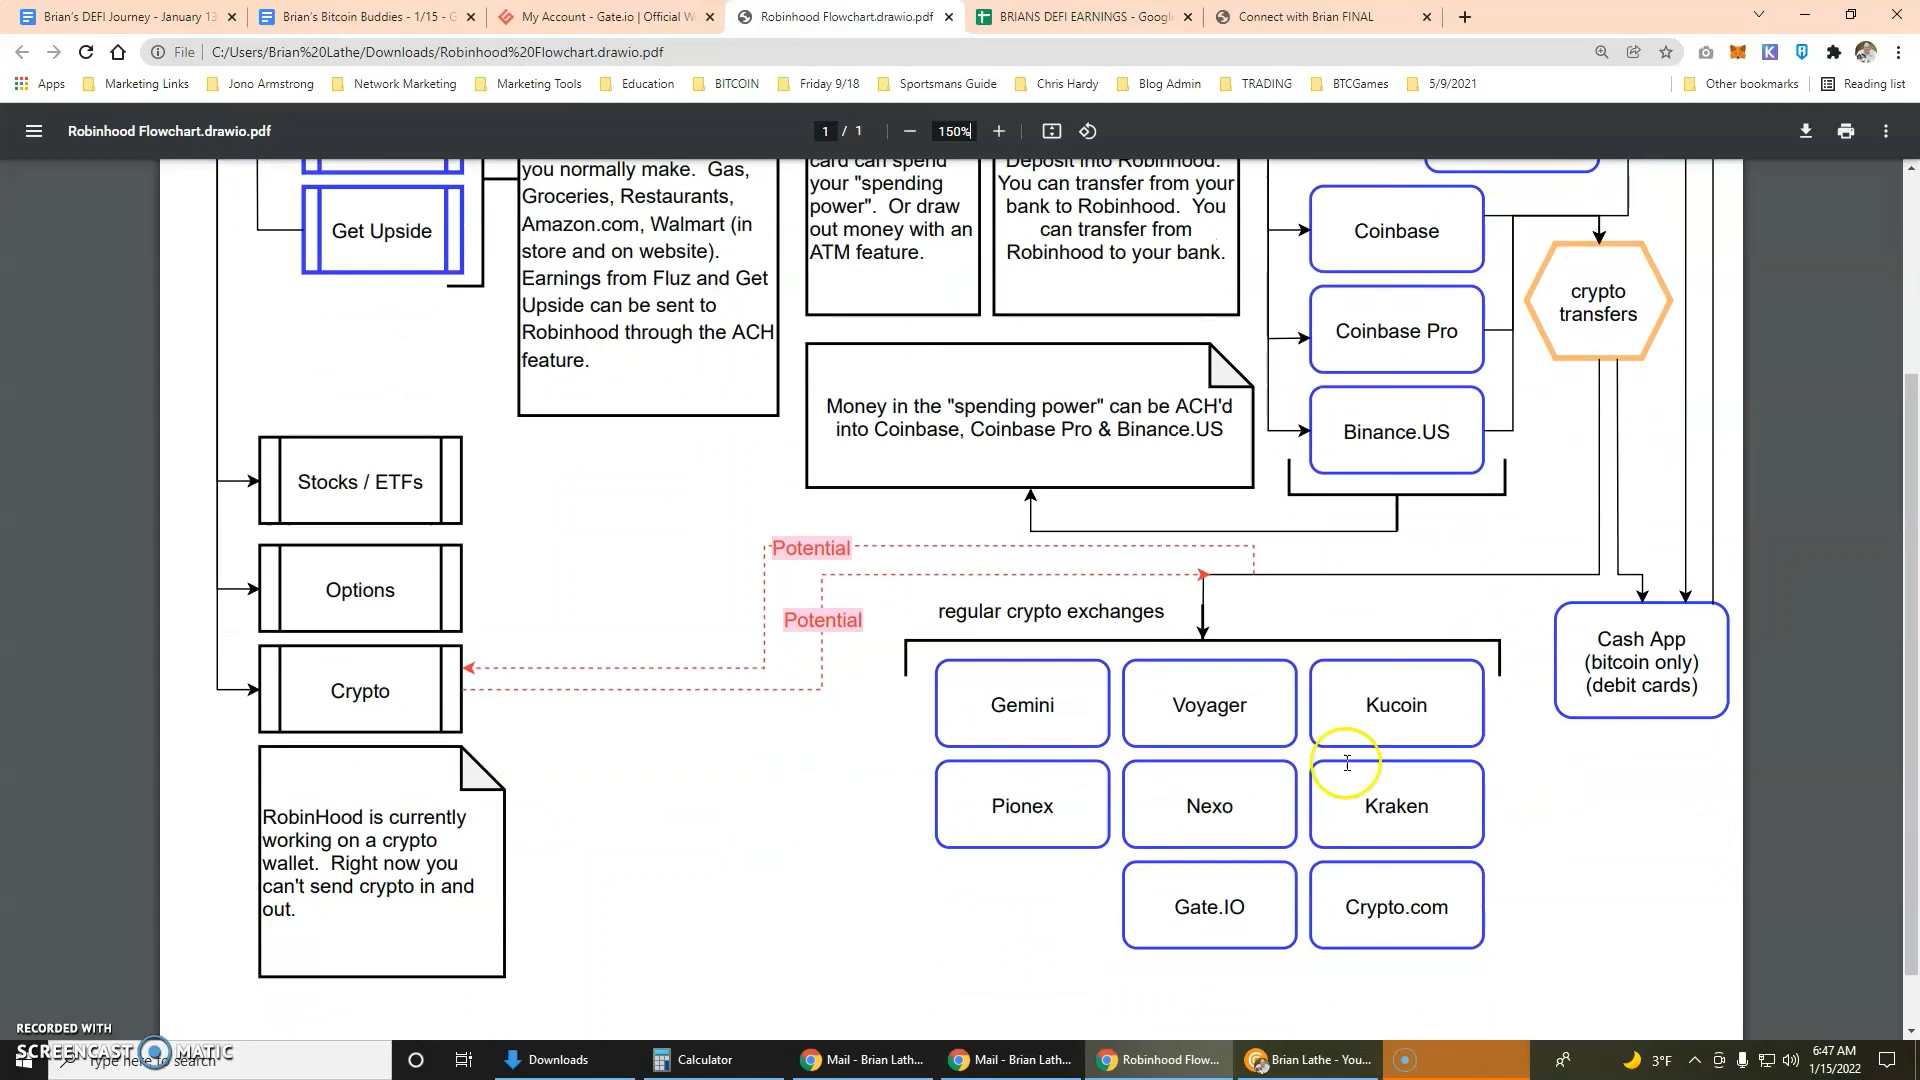 Brian's DEFI Journey - January 13
Brian's Bitcoin Buddies - 1/15 - G
My Account - Gate.io | Official W
Robinhood Flowchart.drawio.pdf
BRIANS DEFI EARNINGS - Google
Connect with Brian FINAL
File
C:/Users/Brian%20Lathe/Downloads/Robinhood%20Flowchart.drawio.pdf
Apps
Marketing Links
Jono Armstrong
Network Marketing
Marketing Tools
Education
BITCOIN
Friday 9/18
Sportsmans Guide
Chris Hardy
Blog Admin
TRADING
BTCGames
5/9/2021
Other bookmarks
Reading list
Robinhood Flowchart.drawio.pdf
1 / 1
150%
Get Upside
you normally make. Gas,
Groceries, Restaurants,
Amazon.com, Walmart (in
store and on website).
Earnings from Fluz and Get
Upside can be sent to
Robinhood through the ACH
feature.
card can spend
your "spending
power". Or draw
out money with an
ATM feature.
Deposit into Robinhood.
You can transfer from your
bank to Robinhood. You
can transfer from
Robinhood to your bank.
Coinbase
Coinbase Pro
Binance.US
crypto
transfers
Money in the "spending power" can be ACH'd
into Coinbase, Coinbase Pro & Binance.US
Stocks / ETFs
Options
Crypto
Potential
Potential
regular crypto exchanges
Gemini
Voyager
Kucoin
Pionex
Nexo
Kraken
Gate.IO
Crypto.com
Cash App
(bitcoin only)
(debit cards)
RobinHood is currently
working on a crypto
wallet. Right now you
can't send crypto in and
out.
RECORDED WITH
SCREENCAST MATIC
Type here to search
Downloads
Calculator
Mail - Brian Lath...
Mail - Brian Lath...
Robinhood Flow...
Brian Lathe - You...
3°F
6:47 AM
1/15/2022